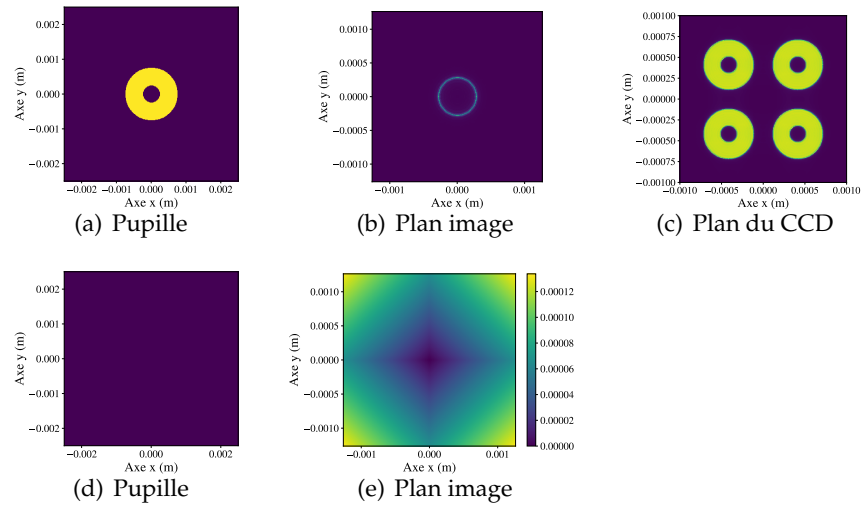 0.002
0.001
0.000
−0.001
−0.002
Axe y (m)
−0.002 −0.001 0.000 0.001 0.002
Axe x (m)
(a) Pupille
0.0010
0.0005
0.0000
−0.0005
−0.0010
Axe y (m)
−0.001 0.000 0.001
Axe x (m)
(b) Plan image
0.00100
0.00075
0.00050
0.00025
0.00000
−0.00025
−0.00050
−0.00075
−0.00100
Axe y (m)
−0.0010 −0.0005 0.0000 0.0005 0.0010
Axe x (m)
(c) Plan du CCD
0.002
0.001
0.000
−0.001
−0.002
Axe y (m)
−0.002 −0.001 0.000 0.001 0.002
Axe x (m)
(d) Pupille
0.0010
0.0005
0.0000
−0.0005
−0.0010
Axe y (m)
−0.001 0.000 0.001
Axe x (m)
0.00012
0.00010
0.00008
0.00006
0.00004
0.00002
0.00000
(e) Plan image